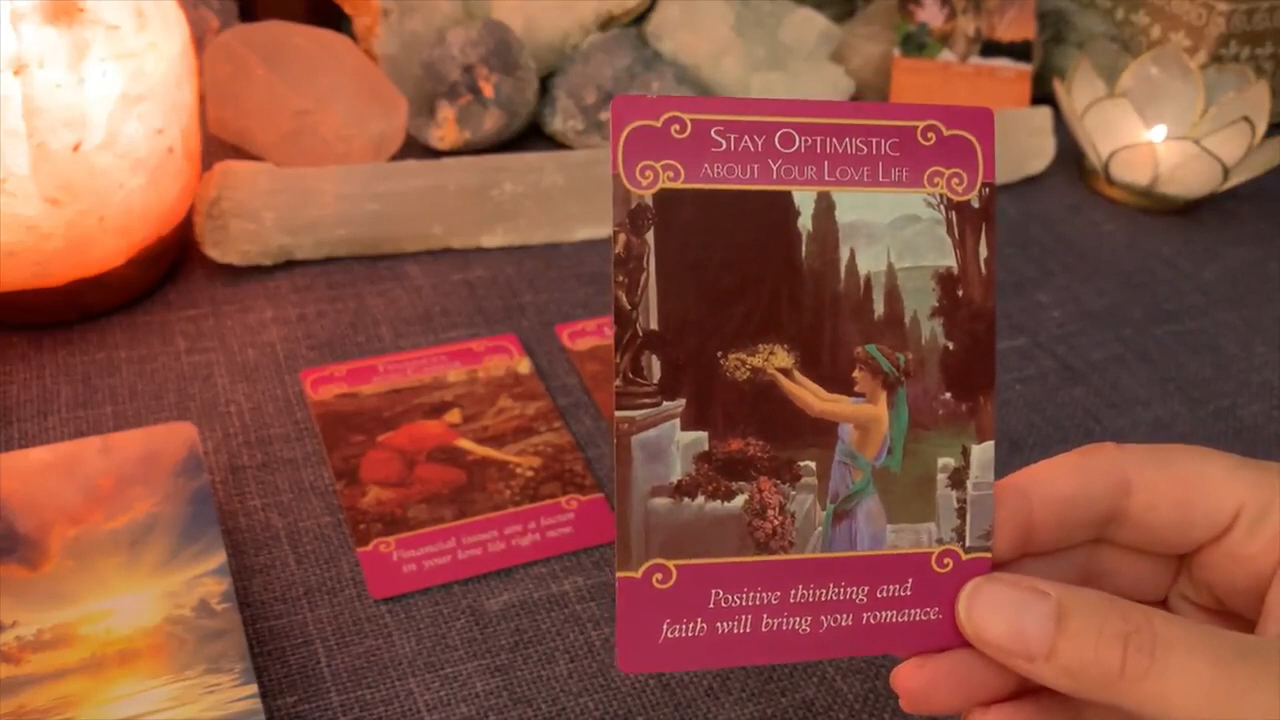 STAY OPTIMISTIC
ABOUT YOUR LOVE LIFE
Positive thinking and
faith will bring you romance.
Financial issues are a factor
in your love life right now.